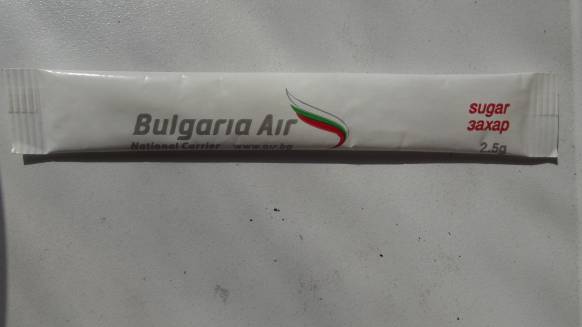 Bulgaria Air
National Carrier www.air.bg
sugar
захар
2.5g